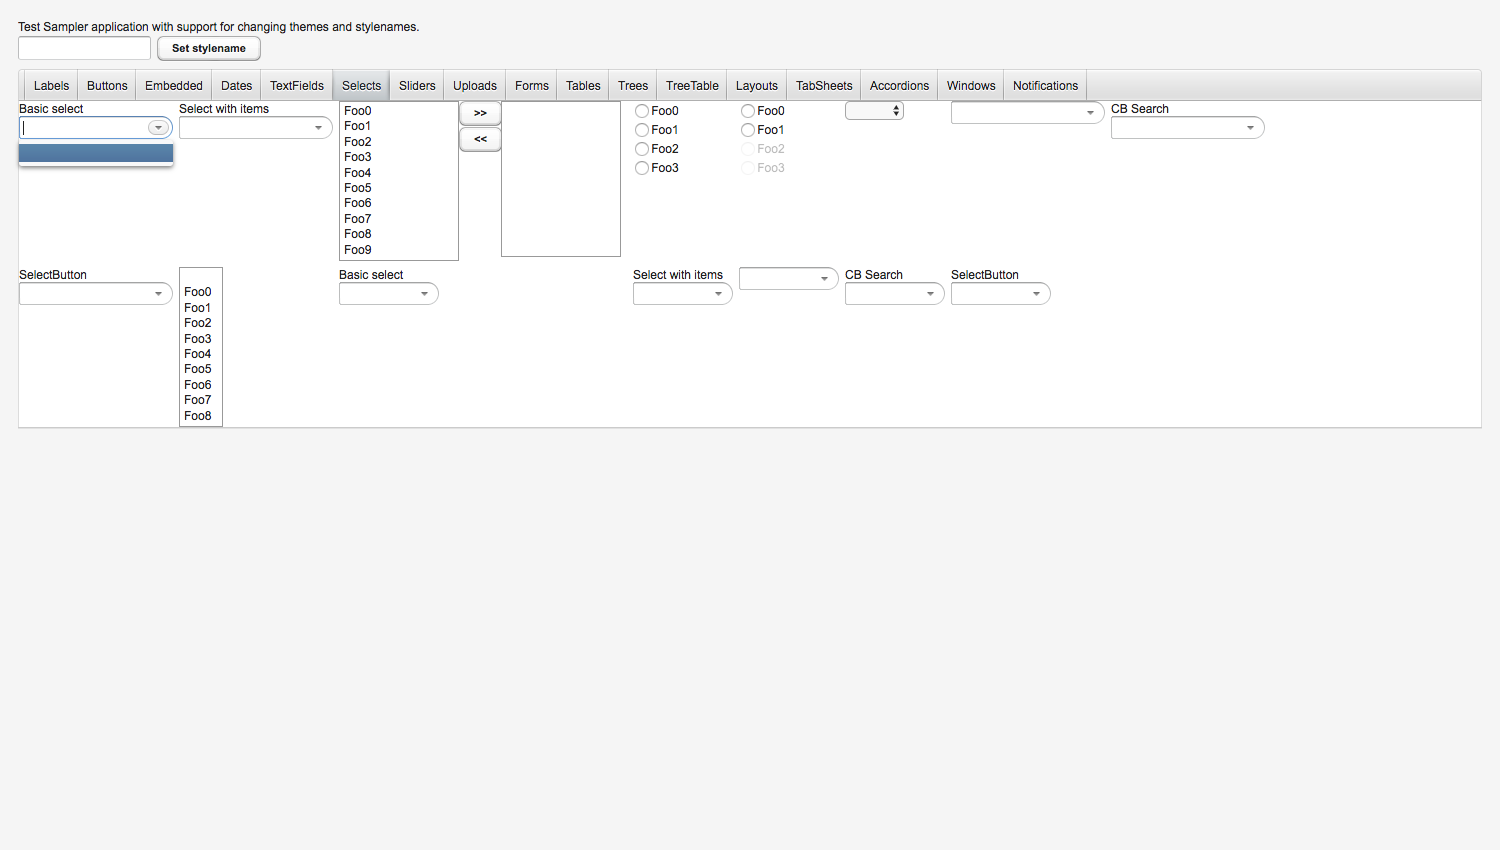 Test Sampler application with support for changing themes and stylenames.
Set stylename
Labels Buttons Embedded Dates TextFields Selects Sliders Uploads Forms Tables Trees TreeTable Layouts TabSheets Accordions Windows Notifications
Basic select
Select with items
Foo0
Foo1
Foo2
Foo3
Foo4
Foo5
Foo6
Foo7
Foo8
Foo9
>>
<<
Foo0
Foo1
Foo2
Foo3
Foo0
Foo1
Foo2
Foo3
CB Search
SelectButton
Foo0
Foo1
Foo2
Foo3
Foo4
Foo5
Foo6
Foo7
Foo8
Basic select
Select with items
CB Search
SelectButton